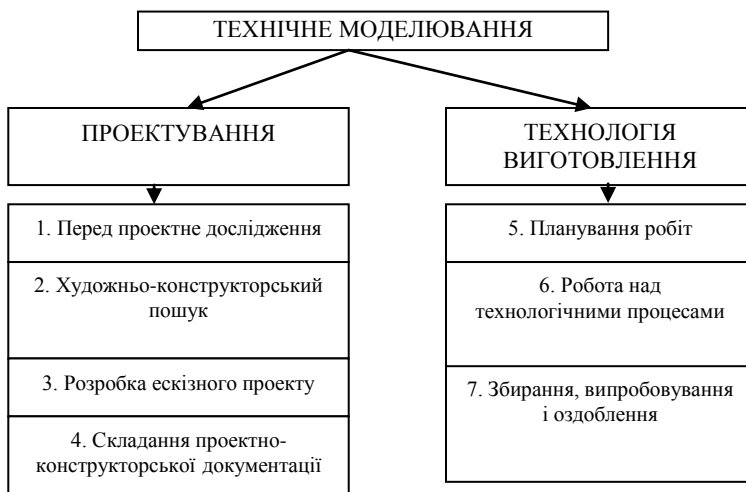 ТЕХНІЧНЕ МОДЕЛЮВАННЯ
ПРОЕКТУВАННЯ
1. Перед проектне дослідження
2. Художньо-конструкторський
пошук
3. Розробка ескізного проекту
4. Складання проектно-
конструкторської документації
ТЕХНОЛОГІЯ
ВИГОТОВЛЕННЯ
5. Планування робіт
6. Робота над
технологічними процесами
7. Збирання, випробовування
і оздоблення